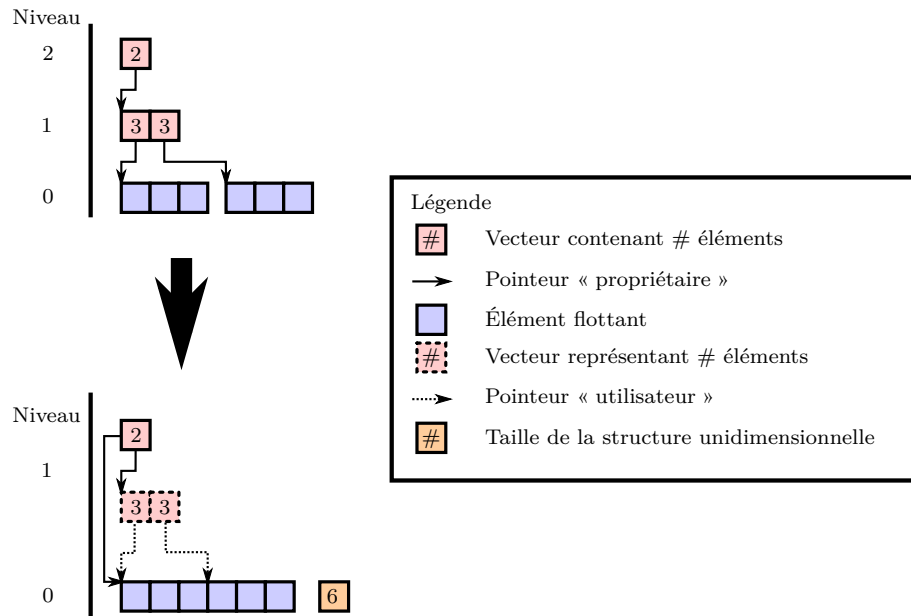 Niveau
2
2
1
3 3
0
Légende
# Vecteur contenant # éléments
Pointeur « propriétaire »
Élément flottant
# Vecteur représentant # éléments
Pointeur « utilisateur »
# Taille de la structure unidimensionnelle
Niveau
2
1
3 3
0
6